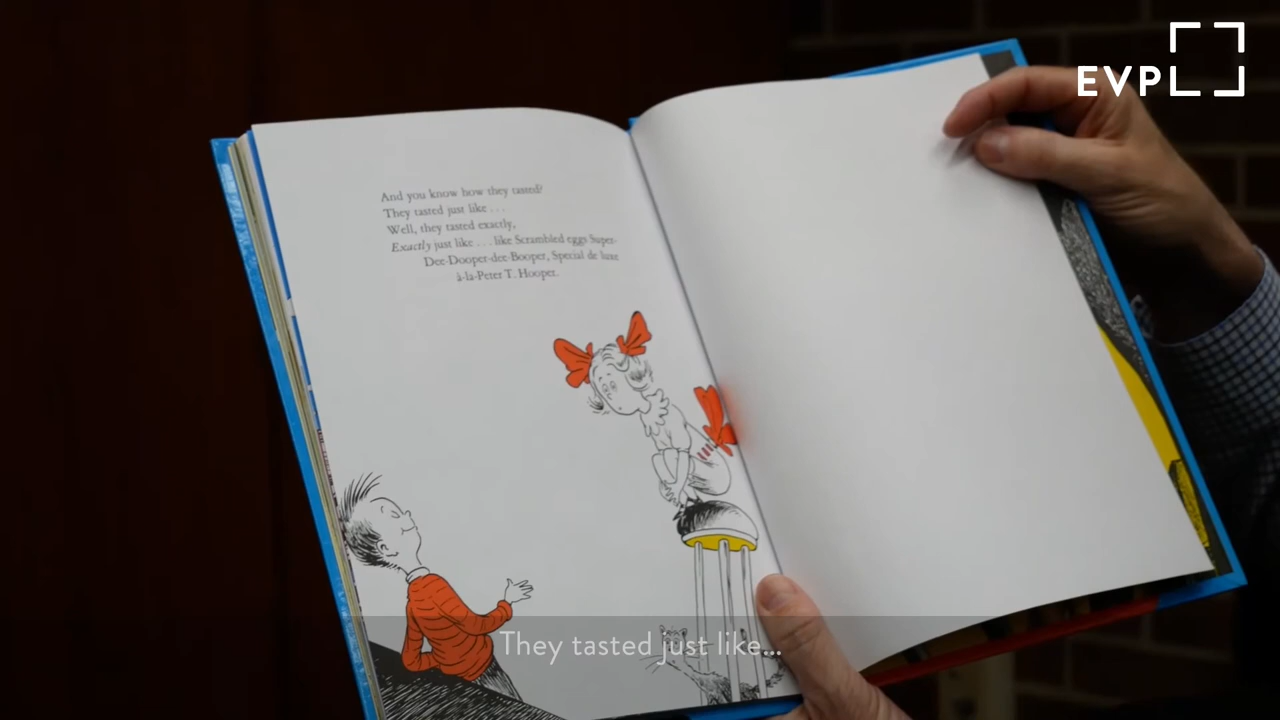 EVPL
And you know how they tasted?
They tasted just like . . .
Well, they tasted exactly,
Exactly just like . . . like Scrambled eggs Super-
Dee-Dooper-dee-Booper, Special de luxe
à-la-Peter T. Hooper.
They tasted just like...